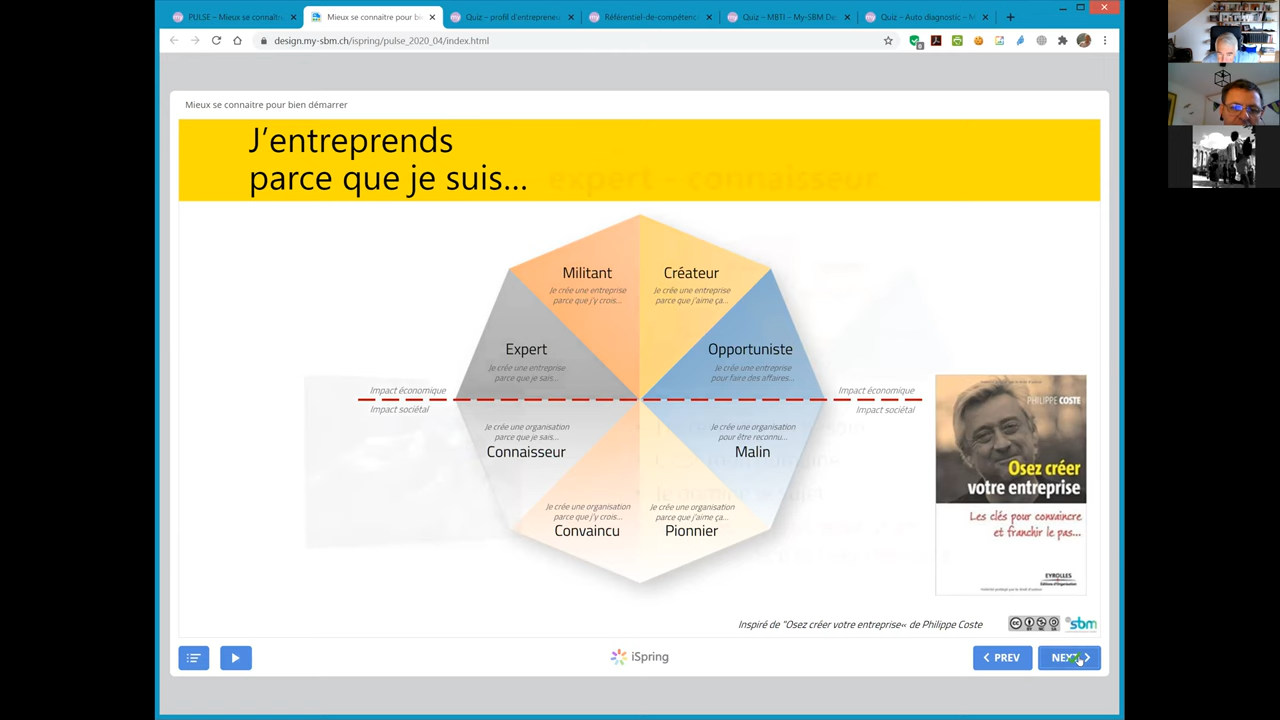 PULSE – Mieux se connaîtr
Mieux se connaitre pour bi
Quiz – profil d'entrepreneu
Référentiel-de-compétenc
Quiz – MBTI – My-SBM De
Quiz – Auto diagnostic – M
design.my-sbm.ch/ispring/pulse_2020_04/index.html
Mieux se connaitre pour bien démarrer
J'entreprends
parce que je suis... expert - connaisseur
Militant
Je crée une entreprise
parce que j'y crois...
Créateur
Je crée une entreprise
parce que j'aime ça...
Expert
Je crée une entreprise
parce que je sais...
Opportuniste
Je crée une entreprise
pour faire des affaires...
Impact économique
Impact économique
Impact sociétal
Impact sociétal
Je crée une organisation
parce que je sais...
Connaisseur
Je crée une organisation
pour être reconnu...
Malin
Je crée une organisation
parce que j'y crois...
Convaincu
Je crée une organisation
parce que j'aime ça...
Pionnier
PHILIPPE COSTE
Osez créer
votre entreprise
Les clés pour convaincre
et franchir le pas...
EYROLLES
Éditions d'Organisation
Inspiré de "Osez créer votre entreprise« de Philippe Coste
sbm
iSpring
PREV
NEXT